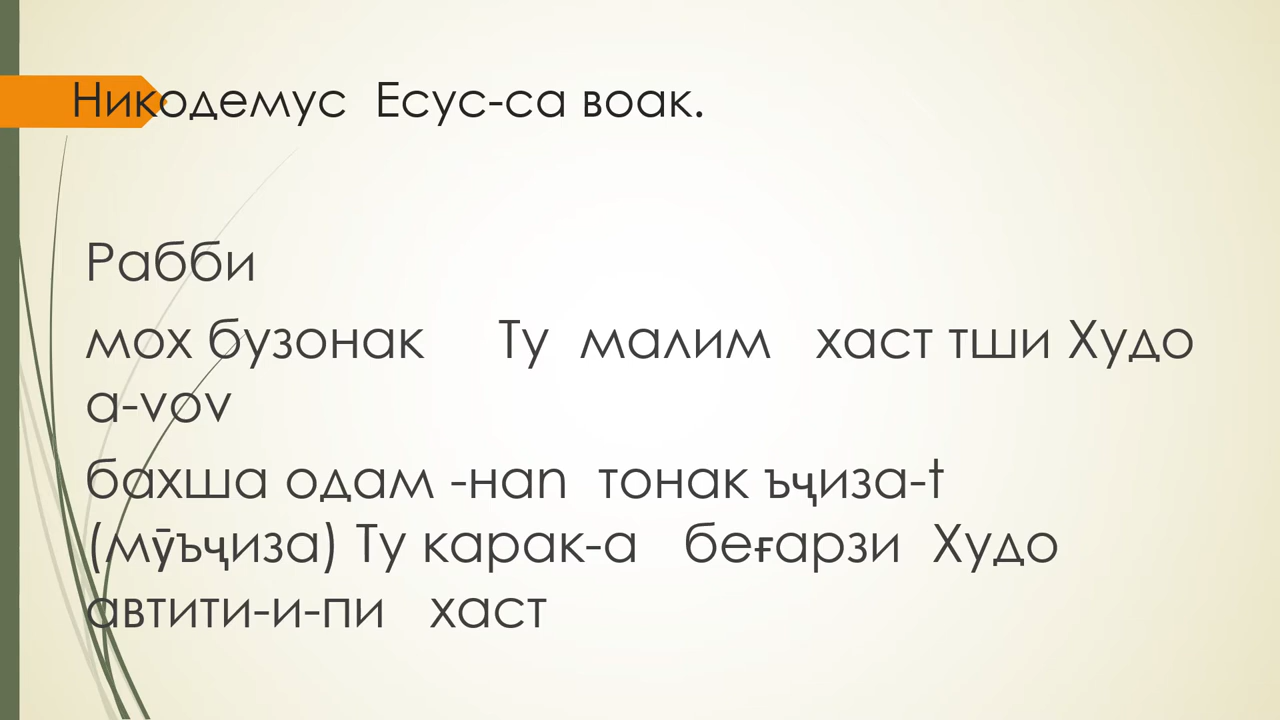 Никодемус Есус-са воак.
Рабби
мох бузонак Ту малим хаст тши Худо
а-vov
бахша одам -нап тонак ъҷиза-t
(мӯъҷиза) Ту карак-а беғарзи Худо
автити-и-пи хаст